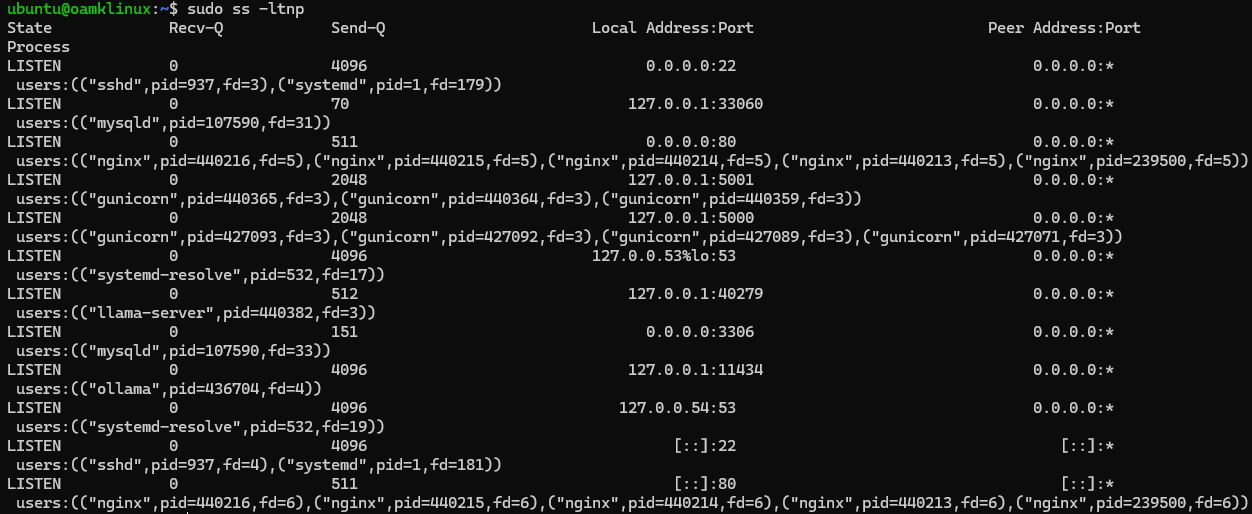 ubuntu@oamklinux:~$ sudo ss -ltnp
State Recv-Q Send-Q Local Address:Port Peer Address:Port
Process
LISTEN 0 4096 0.0.0.0:22 0.0.0.0:*
users:(("sshd",pid=937,fd=3),("systemd",pid=1,fd=179))
LISTEN 0 70 127.0.0.1:33060 0.0.0.0:*
users:(("mysqld",pid=107590,fd=31))
LISTEN 0 511 0.0.0.0:80 0.0.0.0:*
users:(("nginx",pid=440216,fd=5),("nginx",pid=440215,fd=5),("nginx",pid=440214,fd=5),("nginx",pid=440213,fd=5),("nginx",pid=239500,fd=5))
LISTEN 0 2048 127.0.0.1:5001 0.0.0.0:*
users:(("gunicorn",pid=440365,fd=3),("gunicorn",pid=440364,fd=3),("gunicorn",pid=440359,fd=3))
LISTEN 0 2048 127.0.0.1:5000 0.0.0.0:*
users:(("gunicorn",pid=427093,fd=3),("gunicorn",pid=427092,fd=3),("gunicorn",pid=427089,fd=3),("gunicorn",pid=427071,fd=3))
LISTEN 0 4096 127.0.0.53%lo:53 0.0.0.0:*
users:(("systemd-resolve",pid=532,fd=17))
LISTEN 0 512 127.0.0.1:40279 0.0.0.0:*
users:(("llama-server",pid=440382,fd=3))
LISTEN 0 151 0.0.0.0:3306 0.0.0.0:*
users:(("mysqld",pid=107590,fd=33))
LISTEN 0 4096 127.0.0.1:11434 0.0.0.0:*
users:(("ollama",pid=436704,fd=4))
LISTEN 0 4096 127.0.0.54:53 0.0.0.0:*
users:(("systemd-resolve",pid=532,fd=19))
LISTEN 0 4096 [::]:22 [::]:*
users:(("sshd",pid=937,fd=4),("systemd",pid=1,fd=181))
LISTEN 0 511 [::]:80 [::]:*
users:(("nginx",pid=440216,fd=6),("nginx",pid=440215,fd=6),("nginx",pid=440214,fd=6),("nginx",pid=440213,fd=6),("nginx",pid=239500,fd=6))